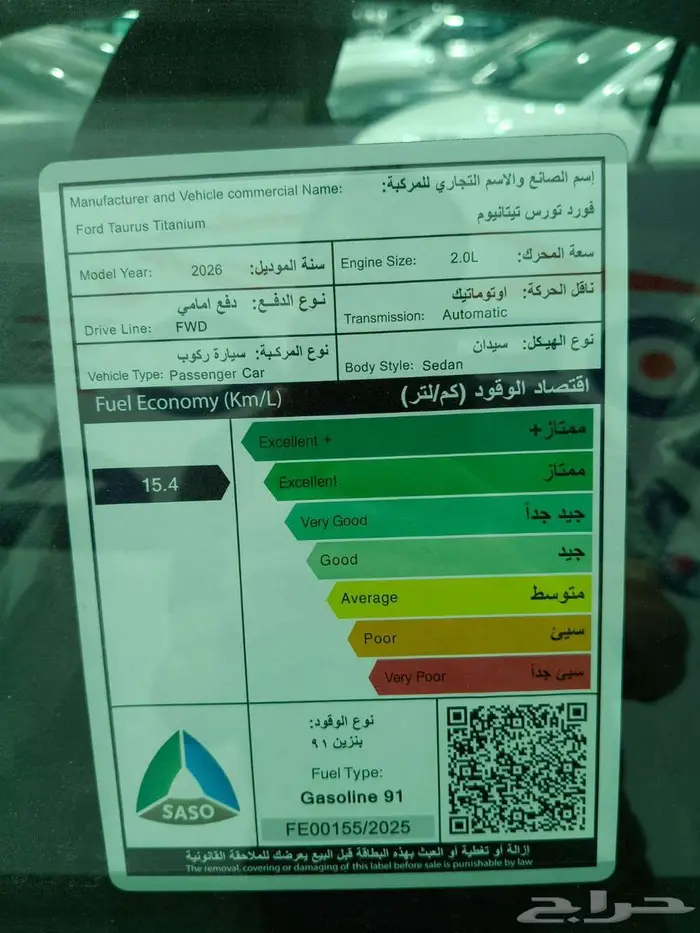 إسم الصانع والاسم التجاري للمركبة:
Manufacturer and Vehicle commercial Name:
فورد تورس تيتانيوم
Ford Taurus Titanium
سعة المحرك: 2.0L Engine Size:
سنة الموديل: 2026 Model Year:
ناقل الحركة: اوتوماتيك
Transmission: Automatic
نوع الدفع: دفع امامي
Drive Line: FWD
نوع الهيكل: سيدان
Body Style: Sedan
نوع المركبة: سيارة ركوب
Vehicle Type: Passenger Car
اقتصاد الوقود (كم/لتر)
Fuel Economy (Km/L)
Excellent + ممتاز+
15.4
Excellent ممتاز
Very Good جيد جداً
Good جيد
Average متوسط
Poor سيئ
Very Poor سيئ جداً
نوع الوقود:
بنزين ٩١
Fuel Type:
Gasoline 91
FE00155/2025
SASO
إزالة أو تغطية أو العبث بهذه البطاقة قبل البيع يعرضك للملاحقة القانونية
The removal, covering or damaging of this label before sale is punishable by law
حراج